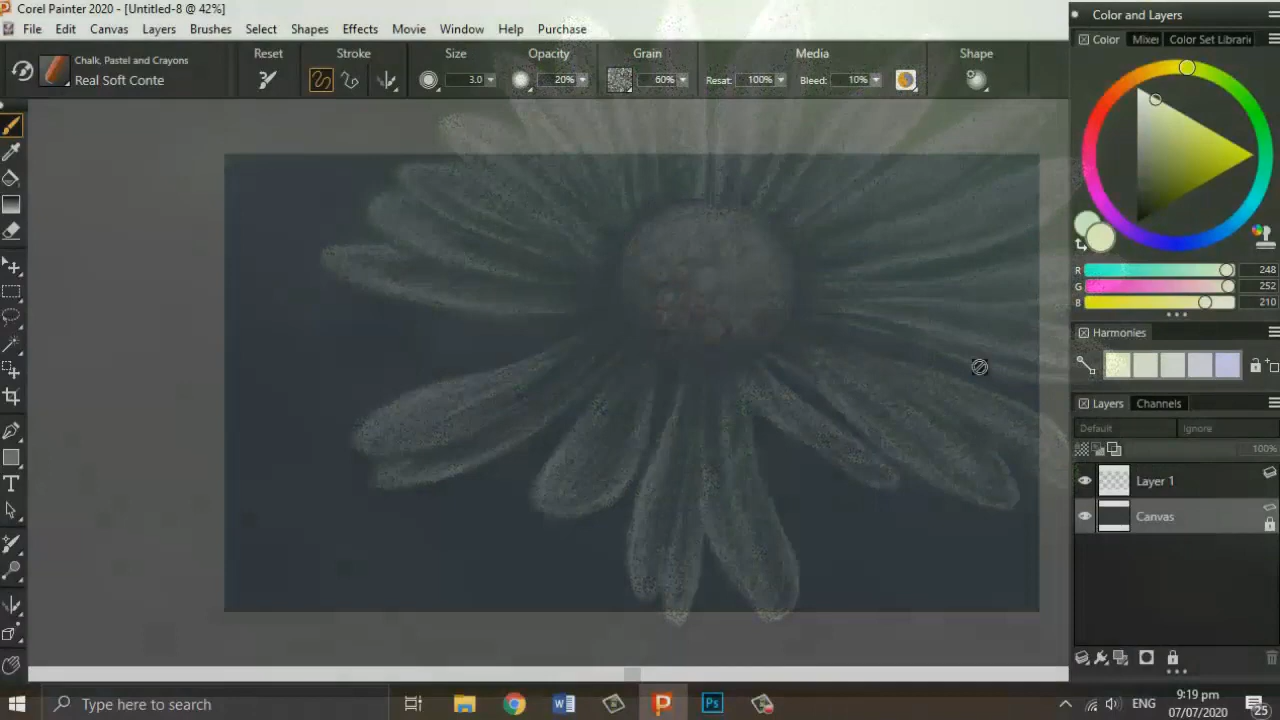 Corel Painter 2020 - [Untitled-8 @ 42%]
File Edit Canvas Layers Brushes Select Shapes Effects Movie Window Help Purchase
Chalk, Pastel and Crayons
Real Soft Conte
Reset Stroke Size Opacity Grain Media Shape
3.0 20% 60% Resat: 100% Bleed: 10%
Color and Layers
Color Mixer Color Set Librari
R 248
G 252
B 210
Harmonies
Layers Channels
Default Ignore
100%
Layer 1
Canvas
T
Type here to search
W P Ps
ENG
9:19 pm
07/07/2020
25